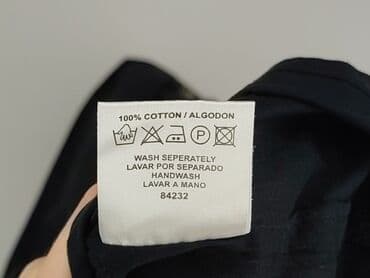 100% COTTON / ALGODON
P
WASH SEPERATELY
LAVAR POR SEPARADO
HANDWASH
LAVAR A MANO
84232